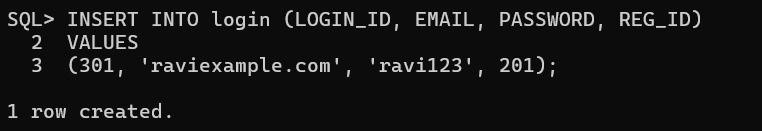 SQL> INSERT INTO login (LOGIN_ID, EMAIL, PASSWORD, REG_ID)
  2  VALUES
  3  (301, 'raviexample.com', 'ravi123', 201);
1 row created.